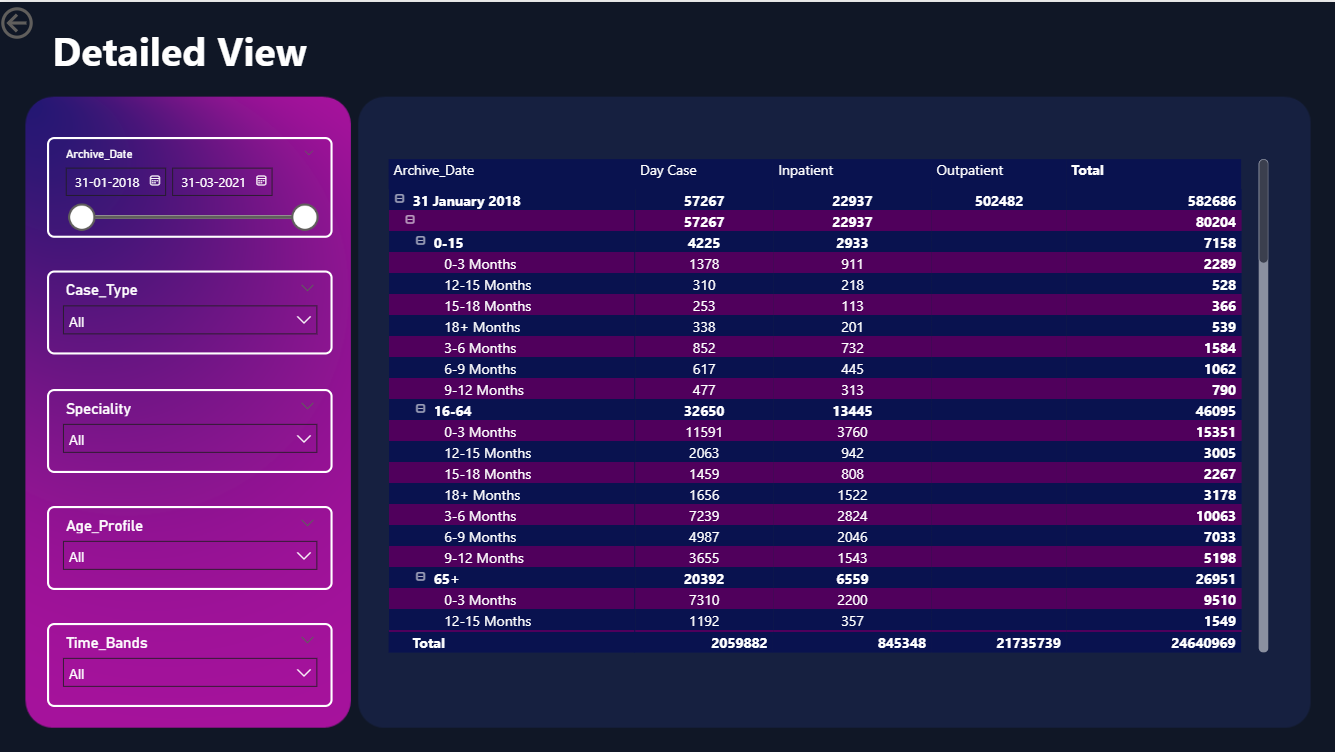 Detailed View
Archive_Date
31-01-2018 31-03-2021
Case_Type
All
Speciality
All
Age_Profile
All
Time_Bands
All
Archive_Date Day Case Inpatient Outpatient Total
31 January 2018 57267 22937 502482 582686
57267 22937 80204
0-15 4225 2933 7158
0-3 Months 1378 911 2289
12-15 Months 310 218 528
15-18 Months 253 113 366
18+ Months 338 201 539
3-6 Months 852 732 1584
6-9 Months 617 445 1062
9-12 Months 477 313 790
16-64 32650 13445 46095
0-3 Months 11591 3760 15351
12-15 Months 2063 942 3005
15-18 Months 1459 808 2267
18+ Months 1656 1522 3178
3-6 Months 7239 2824 10063
6-9 Months 4987 2046 7033
9-12 Months 3655 1543 5198
65+ 20392 6559 26951
0-3 Months 7310 2200 9510
12-15 Months 1192 357 1549
Total 2059882 845348 21735739 24640969